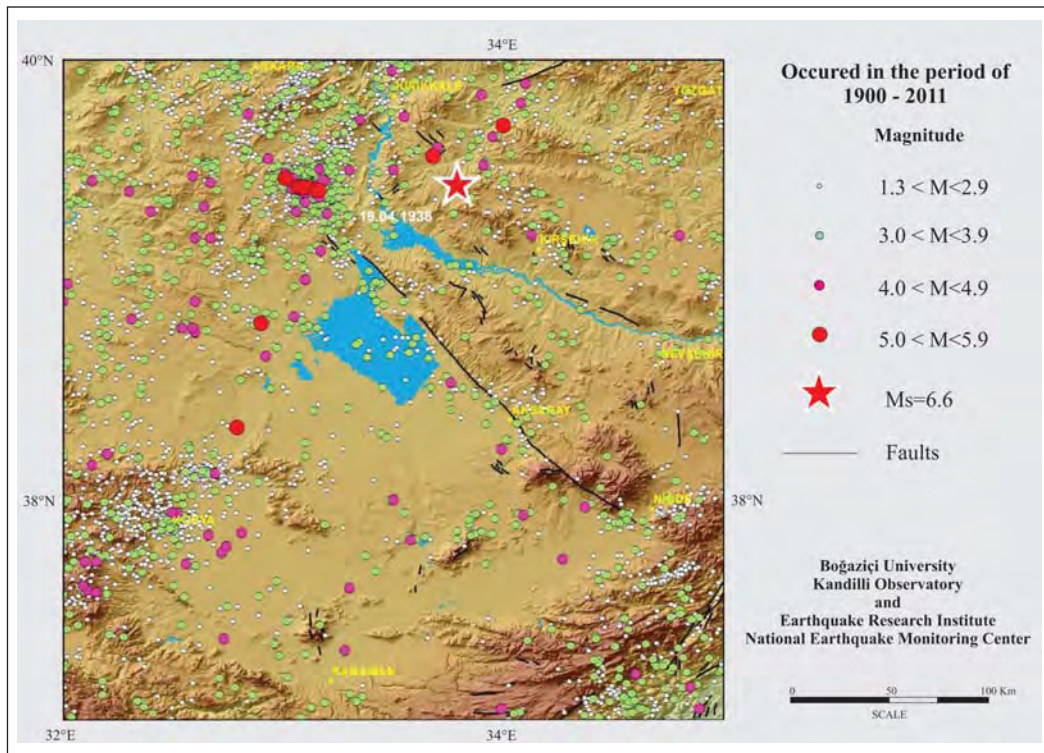 34°E
40°N
ANKARA
KIRIKKALE
YOZGAT
19.04.1938
KIRŞEHİR
NEVŞEHİR
AKSARAY
38°N
NİĞDE
38°N
KONYA
KARAMAN
32°E
34°E
Occured in the period of
1900 - 2011
Magnitude
1.3 < M<2.9
3.0 < M<3.9
4.0 < M<4.9
5.0 < M<5.9
Ms=6.6
Faults
Boğaziçi University
Kandilli Observatory
and
Earthquake Research Institute
National Earthquake Monitoring Center
0 50 100 Km
SCALE